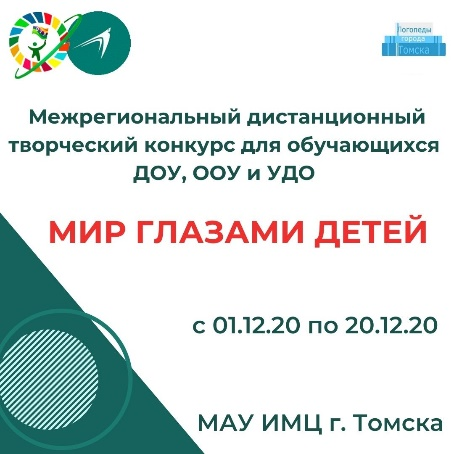 Логопеды
города
Томска
Межрегиональный дистанционный
творческий конкурс для обучающихся
ДОУ, ООУ и УДО
МИР ГЛАЗАМИ ДЕТЕЙ
с 01.12.20 по 20.12.20
МАУ ИМЦ г. Томска